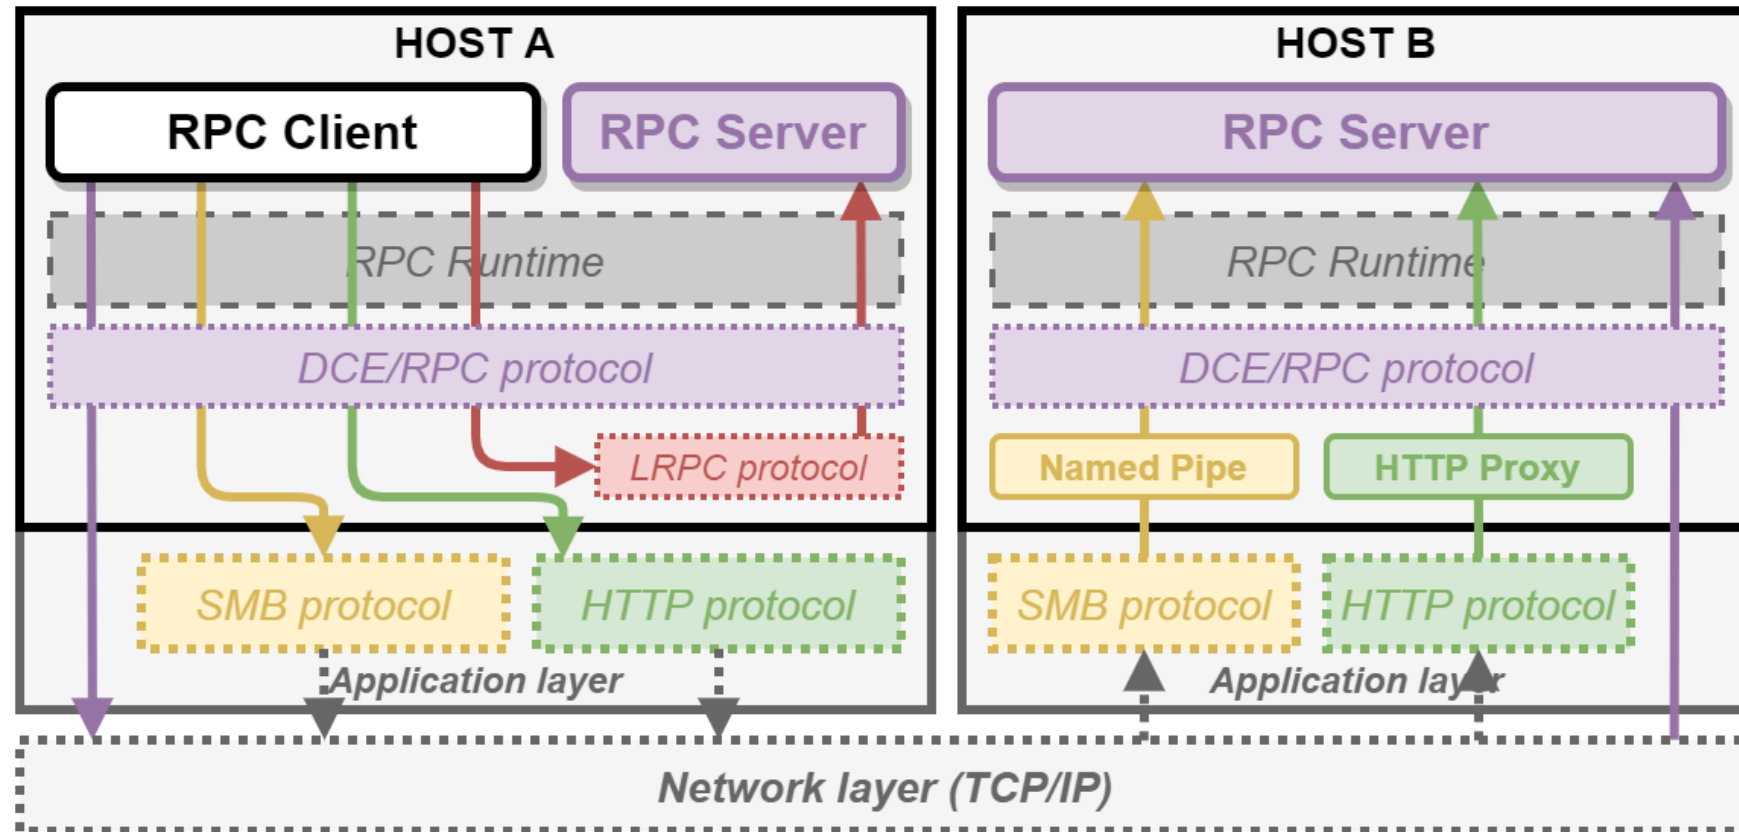 HOST A
RPC Client
RPC Server
RPC Runtime
DCE/RPC protocol
LRPC protocol
SMB protocol
HTTP protocol
Application layer
HOST B
RPC Server
RPC Runtime
DCE/RPC protocol
Named Pipe
HTTP Proxy
SMB protocol
HTTP protocol
Application layer
Network layer (TCP/IP)